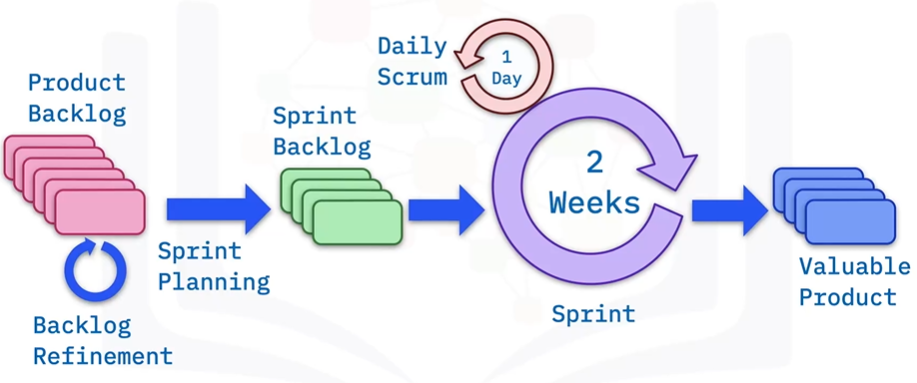 Product
Backlog
Backlog
Refinement
Sprint
Planning
Sprint
Backlog
Daily
Scrum
1
Day
2
Weeks
Sprint
Valuable
Product